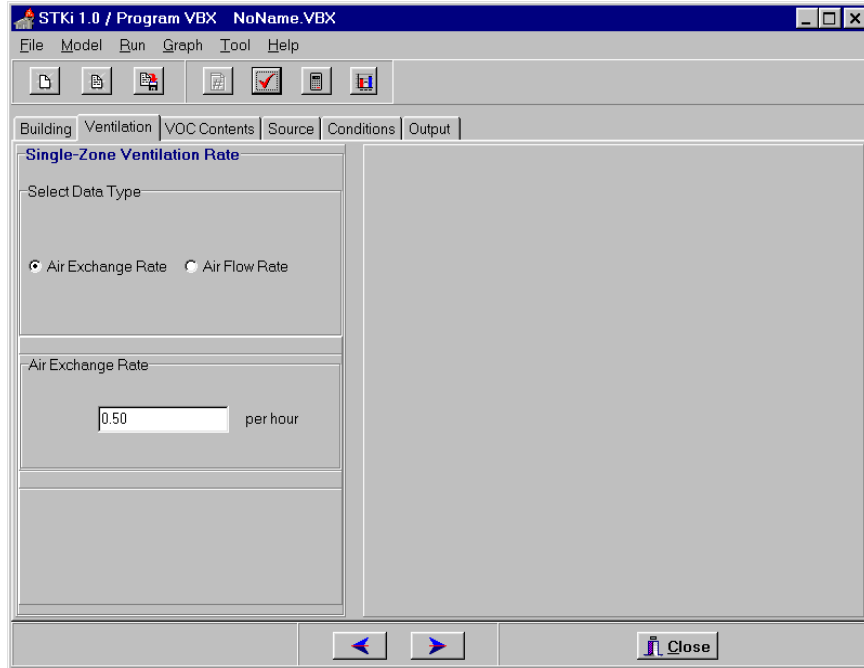 STKi 1.0 / Program VBX NoName.VBX
File Model Run Graph Tool Help
Building Ventilation VOC Contents Source Conditions Output
Single-Zone Ventilation Rate
Select Data Type
Air Exchange Rate Air Flow Rate
Air Exchange Rate
0.50 per hour
Close